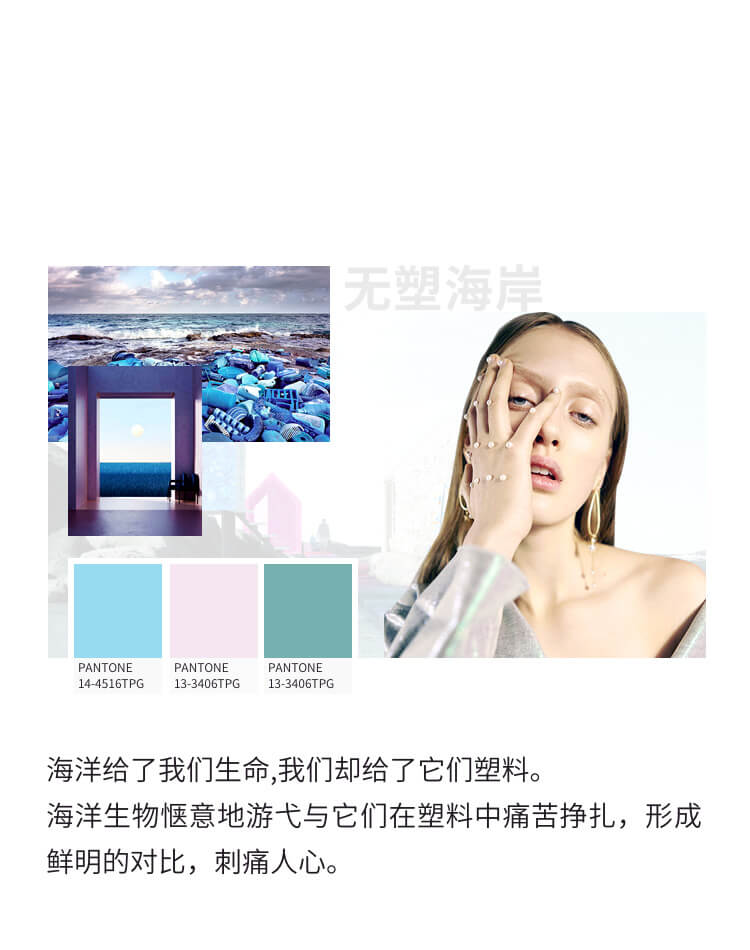 无塑海岸
PANTONE
14-4516TPG
PANTONE
13-3406TPG
PANTONE
13-3406TPG
海洋给了我们生命,我们却给了它们塑料。
海洋生物惬意地游弋与它们在塑料中痛苦挣扎，形成
鲜明的对比，刺痛人心。